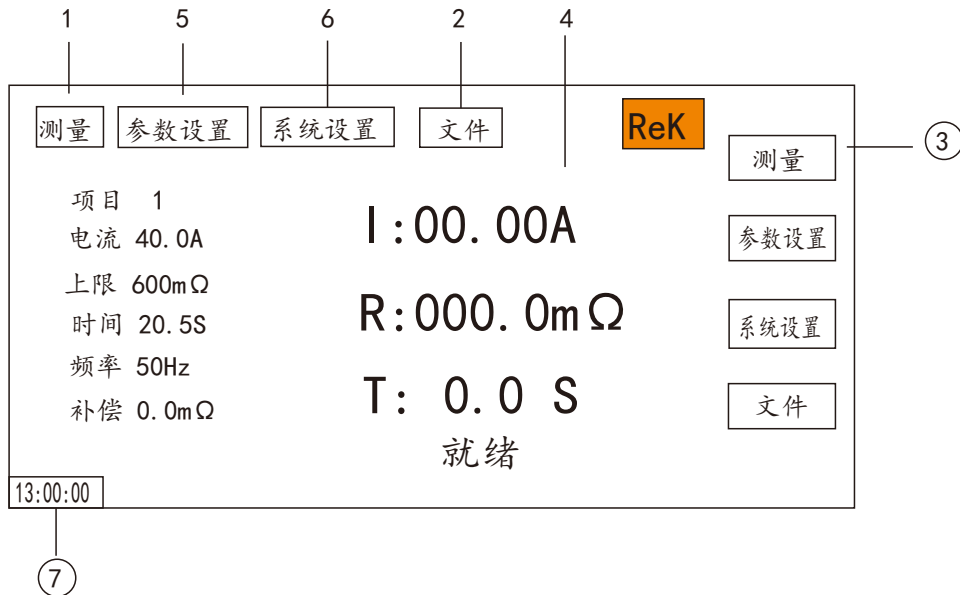 1 5 6 2 4
测量 参数设置 系统设置 文件 ReK
③
测量
项目 1
电流 40.0A
上限 600mΩ
时间 20.5S
频率 50Hz
补偿 0.0mΩ
I:00.00A
R:000.0mΩ
T: 0.0 S
就绪
参数设置
系统设置
文件
13:00:00
⑦